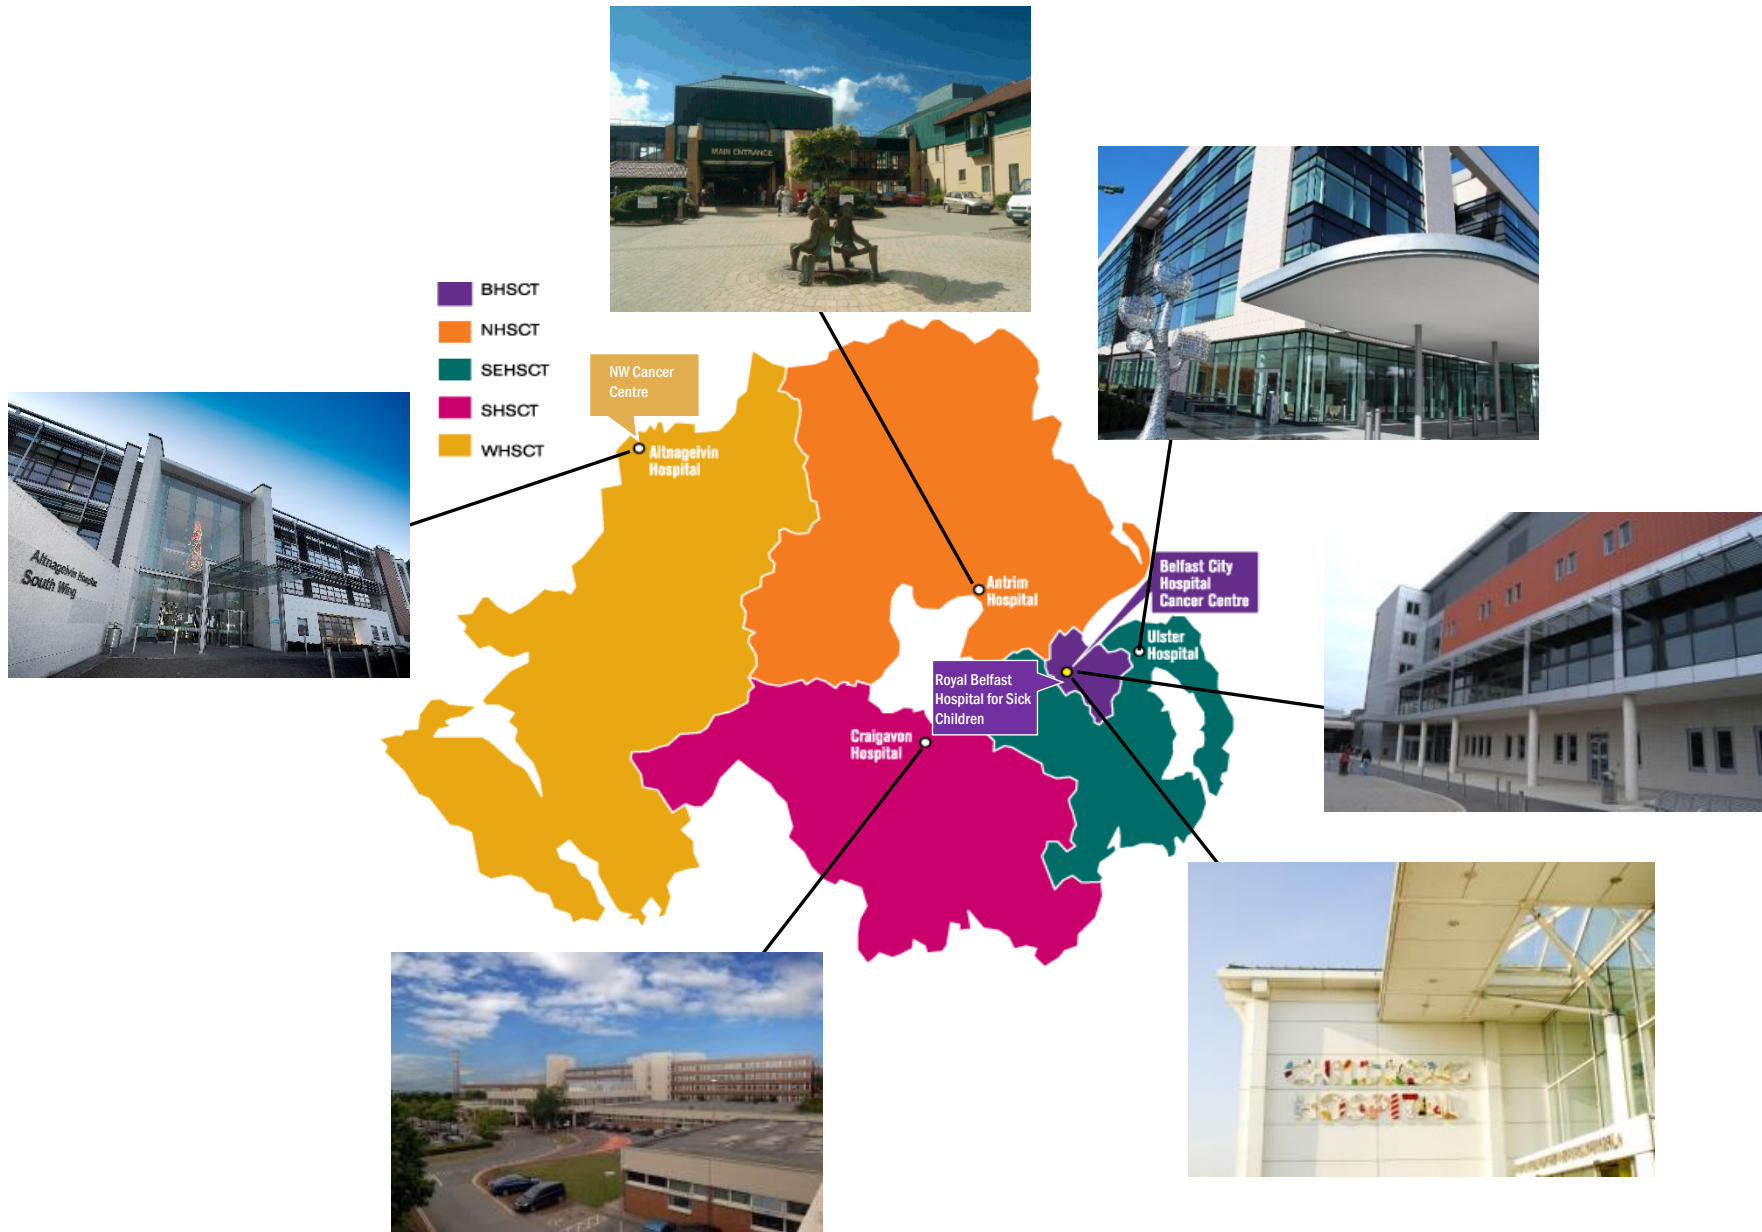 MAIN ENTRANCE
BHSCT
NHSCT
SEHSCT
SHSCT
WHSCT
NW Cancer
Centre
Altnagelvin
Hospital
Altnagelvin Hospital
South Wing
Antrim
Hospital
Belfast City
Hospital
Cancer Centre
Ulster
Hospital
Royal Belfast
Hospital for Sick
Children
Craigavon
Hospital
HOSPITAL